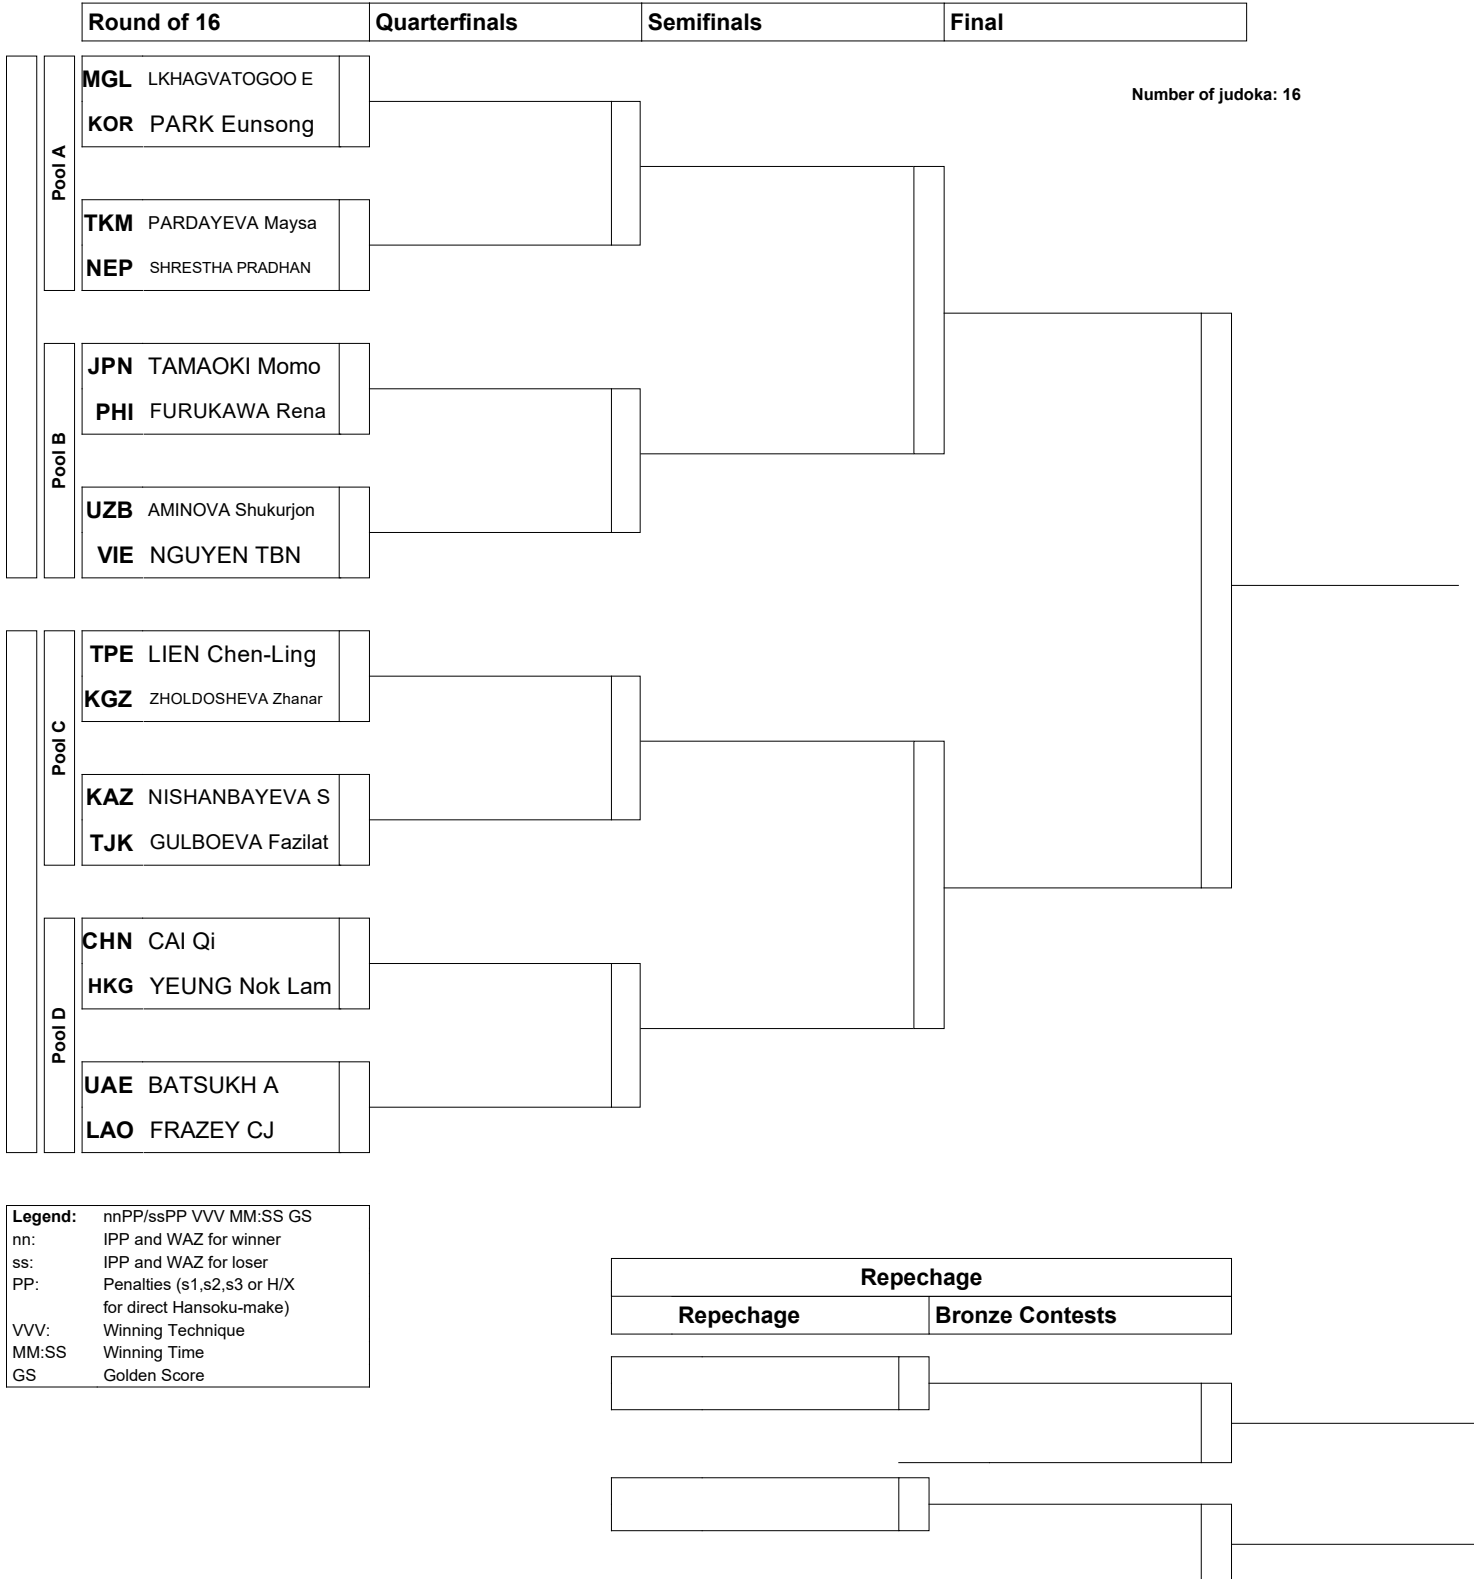 Round of 16 Quarterfinals Semifinals Final
Number of judoka: 16
Pool A
MGL LKHAGVATOGOO E
KOR PARK Eunsong
TKM PARDAYEVA Maysa
NEP SHRESTHA PRADHAN
Pool B
JPN TAMAOKI Momo
PHI FURUKAWA Rena
UZB AMINOVA Shukurjon
VIE NGUYEN TBN
Pool C
TPE LIEN Chen-Ling
KGZ ZHOLDOSHEVA Zhanar
KAZ NISHANBAYEVA S
TJK GULBOEVA Fazilat
Pool D
CHN CAI Qi
HKG YEUNG Nok Lam
UAE BATSUKH A
LAO FRAZEY CJ
Legend: nnPP/ssPP VVV MM:SS GS
nn: IPP and WAZ for winner
ss: IPP and WAZ for loser
PP: Penalties (s1,s2,s3 or H/X
for direct Hansoku-make)
VVV: Winning Technique
MM:SS Winning Time
GS Golden Score
Repechage
Repechage Bronze Contests